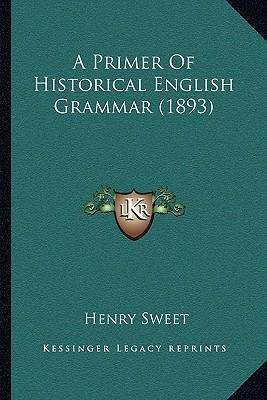 A Primer Of
Historical English
Grammar (1893)
LKR
Henry Sweet
Kessinger Legacy Reprints